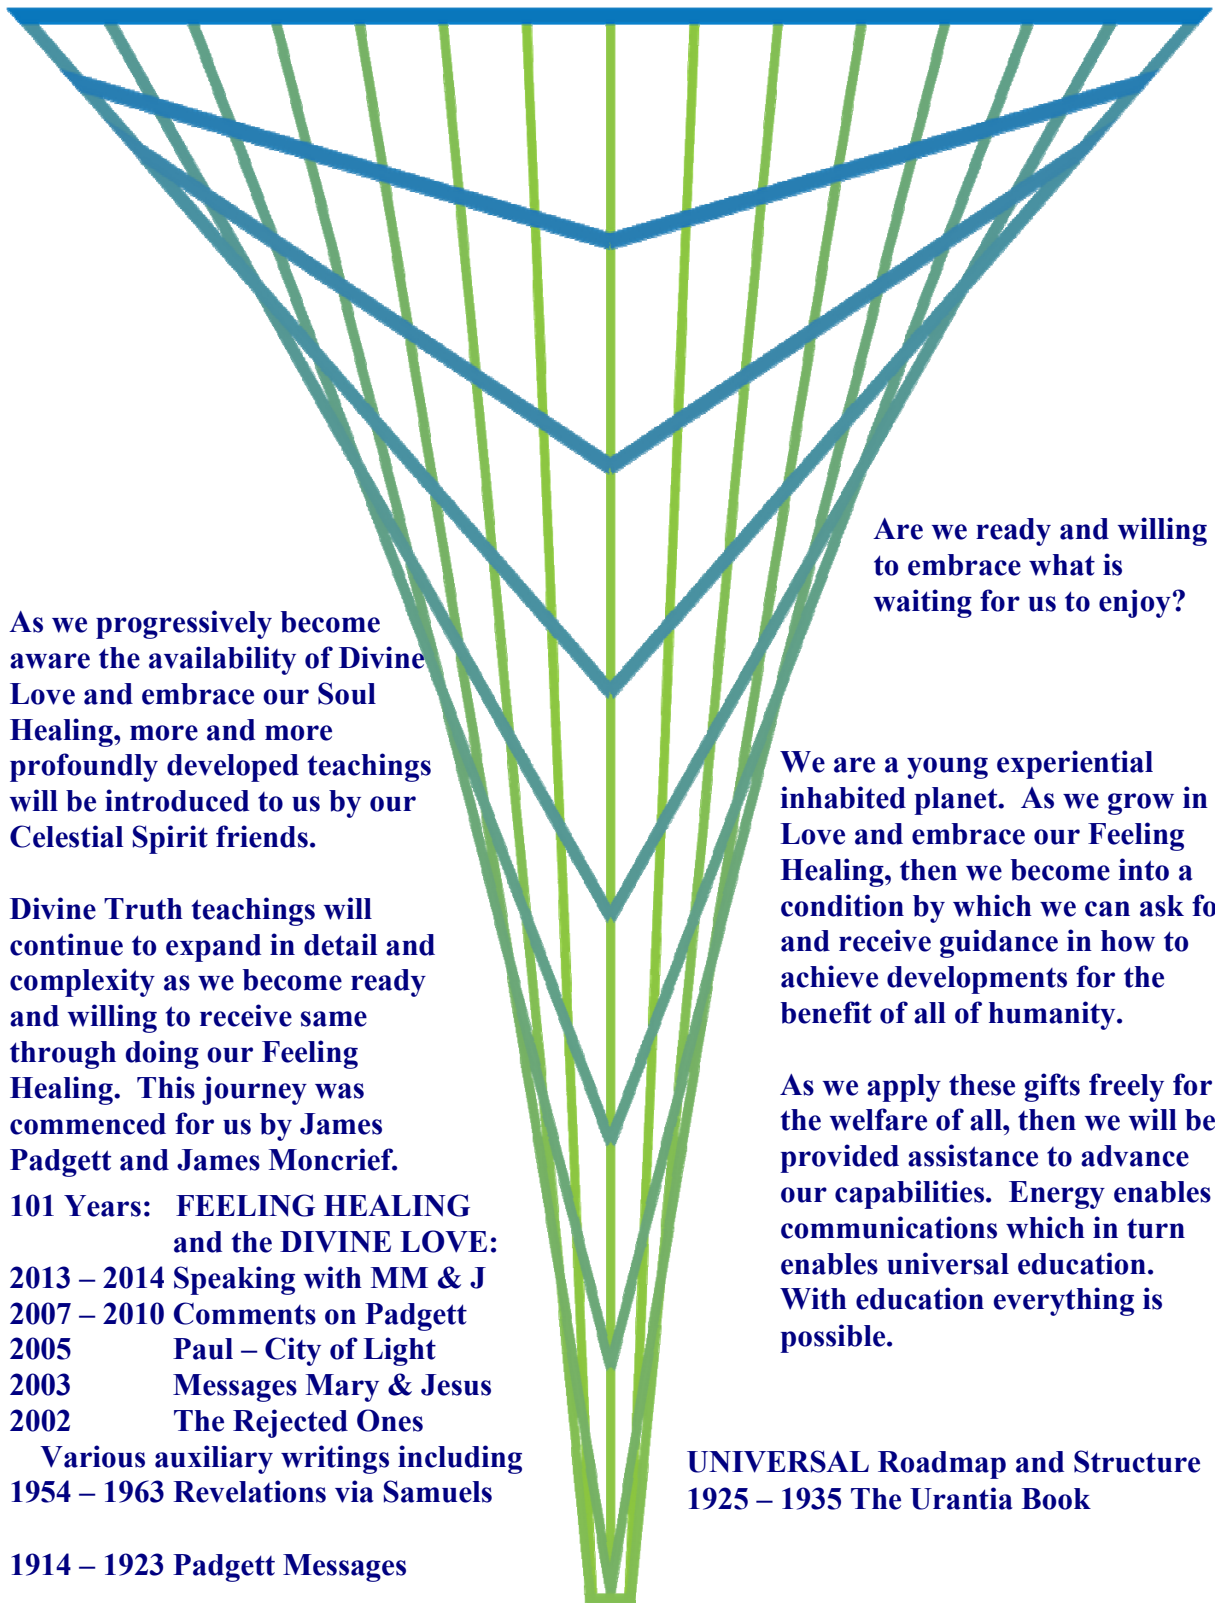 Are we ready and willing
to embrace what is
waiting for us to enjoy?
As we progressively become
aware the availability of Divine
Love and embrace our Soul
Healing, more and more
profoundly developed teachings
will be introduced to us by our
Celestial Spirit friends.
Divine Truth teachings will
continue to expand in detail and
complexity as we become ready
and willing to receive same
through doing our Feeling
Healing. This journey was
commenced for us by James
Padgett and James Moncrief.
We are a young experiential
inhabited planet. As we grow in
Love and embrace our Feeling
Healing, then we become into a
condition by which we can ask fo
and receive guidance in how to
achieve developments for the
benefit of all of humanity.
As we apply these gifts freely for
the welfare of all, then we will be
provided assistance to advance
our capabilities. Energy enables
communications which in turn
enables universal education.
With education everything is
possible.
101 Years: FEELING HEALING
and the DIVINE LOVE:
2013 – 2014 Speaking with MM & J
2007 – 2010 Comments on Padgett
2005 Paul – City of Light
2003 Messages Mary & Jesus
2002 The Rejected Ones
Various auxiliary writings including
1954 – 1963 Revelations via Samuels
1914 – 1923 Padgett Messages
UNIVERSAL Roadmap and Structure
1925 – 1935 The Urantia Book